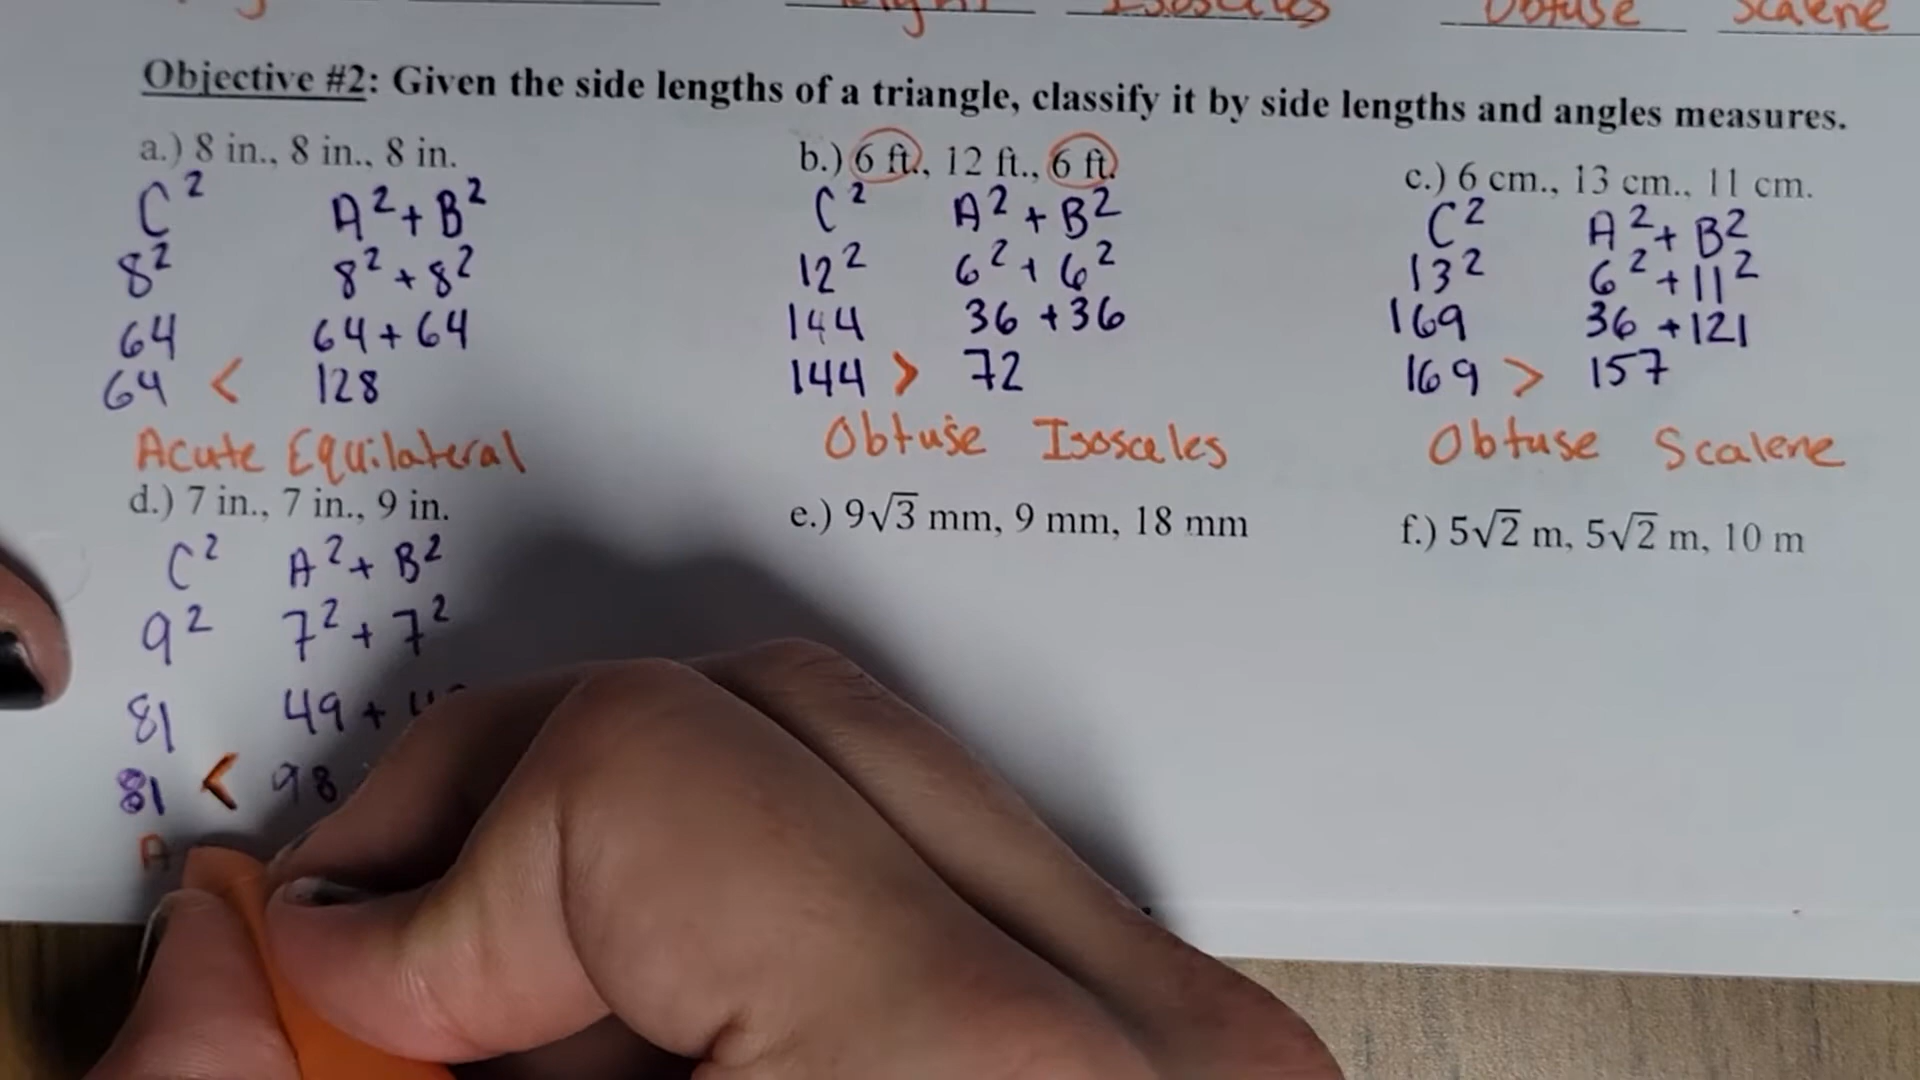 Isosceles Obtuse Scalene
Objective #2: Given the side lengths of a triangle, classify it by side lengths and angles measures.
a.) 8 in., 8 in., 8 in.
C² A² + B²
8² 8² + 8²
64 64 + 64
64 < 128
Acute Equilateral
b.) 6 ft., 12 ft., 6 ft.
C² A² + B²
12² 6² + 6²
144 36 + 36
144 > 72
Obtuse Isoscales
c.) 6 cm., 13 cm., 11 cm.
C² A² + B²
13² 6² + 11²
169 36 + 121
169 > 157
Obtuse Scalene
d.) 7 in., 7 in., 9 in.
C² A² + B²
9² 7² + 7²
81 49 +
81 < 98
A
e.) 9√3 mm, 9 mm, 18 mm
f.) 5√2 m, 5√2 m, 10 m